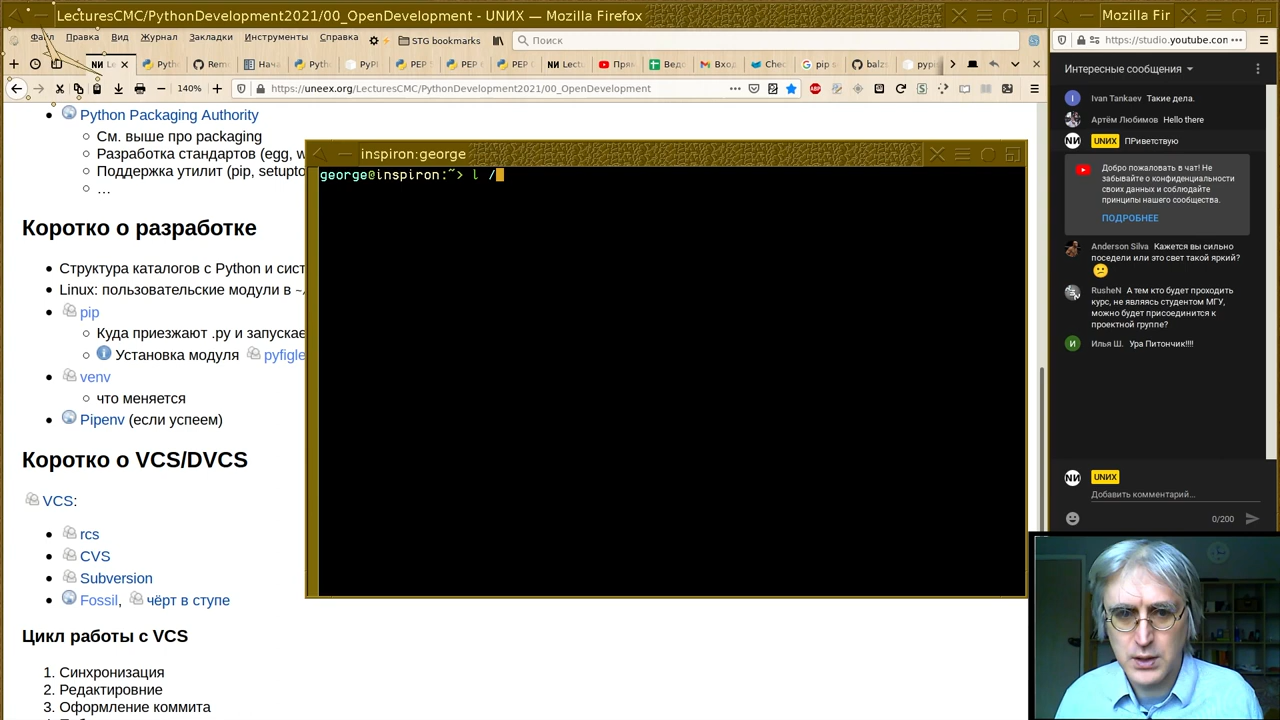 LecturesCMC/PythonDevelopment2021/00_OpenDevelopment - UNИX — Mozilla Firefox
Файл Правка Вид Журнал Закладки Инструменты Справка STG bookmarks Поиск
140% https://uneex.org/LecturesCMC/PythonDevelopment2021/00_OpenDevelopment
Python Packaging Authority
См. выше про packaging
Разработка стандартов (egg, w
Поддержка утилит (pip, setupto
…
Коротко о разработке
Структура каталогов с Python и сист
Linux: пользовательские модули в ~/
pip
Куда приезжают .py и запускае
Установка модуля pyfigle
venv
что меняется
Pipenv (если успеем)
Коротко о VCS/DVCS
VCS:
rcs
CVS
Subversion
Fossil, чёрт в ступе
Цикл работы с VCS
1. Синхронизация
2. Редактировние
3. Оформление коммита
inspiron:george
george@inspiron:~> l /
Mozilla Fir
https://studio.youtube.con
Интересные сообщения
Ivan Tankaev Такие дела.
Артём Любимов Hello there
UNИX ПРиветствую
Добро пожаловать в чат! Не
забывайте о конфиденциальности
своих данных и соблюдайте
принципы нашего сообщества.
ПОДРОБНЕЕ
Anderson Silva Кажется вы сильно
поседели или это свет такой яркий?
RusheN А тем кто будет проходить
курс, не являясь студентом МГУ,
можно будет присоединится к
проектной группе?
Илья Ш. Ура Питончик!!!!
UNИX
Добавить комментарий...
0/200